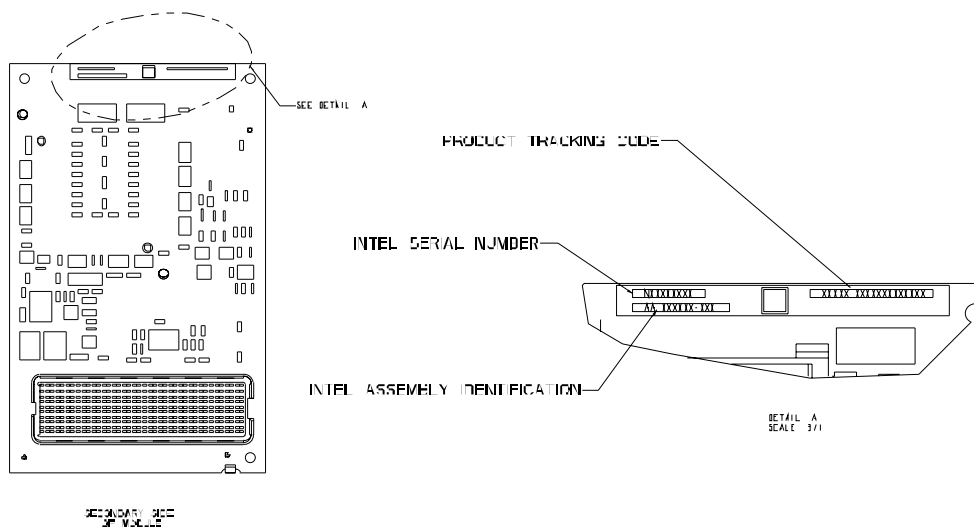 SEE DETAIL A
PRODUCT TRACKING CODE
INTEL SERIAL NUMBER
INTEL ASSEMBLY IDENTIFICATION
DETAIL A
SCALE 3/1
SECONDARY SIDE
OF MODULE